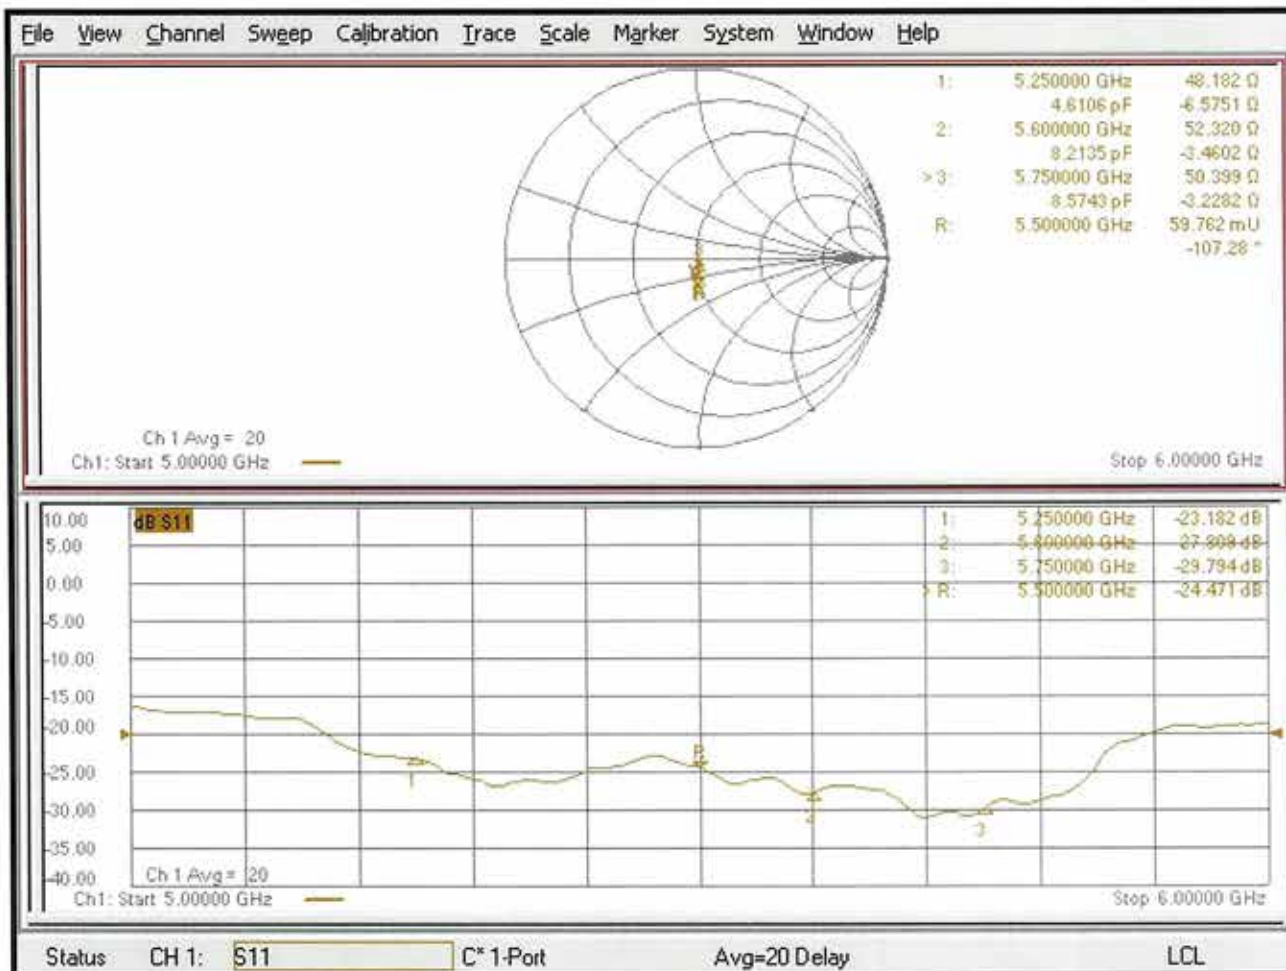 File View Channel Sweep Calibration Trace Scale Marker System Window Help
1: 5.250000 GHz 48.182 Ω
4.6106 pF -6.5751 Ω
2: 5.600000 GHz 52.320 Ω
8.2135 pF -3.4602 Ω
> 3: 5.750000 GHz 50.399 Ω
8.5743 pF -3.2282 Ω
R: 5.500000 GHz 59.762 mU
-107.28 °
Ch 1 Avg = 20
Ch1: Start 5.00000 GHz Stop 6.00000 GHz
10.00 dB S11 1: 5.250000 GHz -23.182 dB
5.00 2: 5.600000 GHz -27.809 dB
0.00 3: 5.750000 GHz -29.794 dB
> R: 5.500000 GHz -24.471 dB
-5.00
-10.00
-15.00
-20.00
R
-25.00
1
-30.00
2
3
-35.00
-40.00
Ch 1 Avg = 20
Ch1: Start 5.00000 GHz Stop 6.00000 GHz
Status CH 1: S11 C* 1-Port Avg=20 Delay LCL